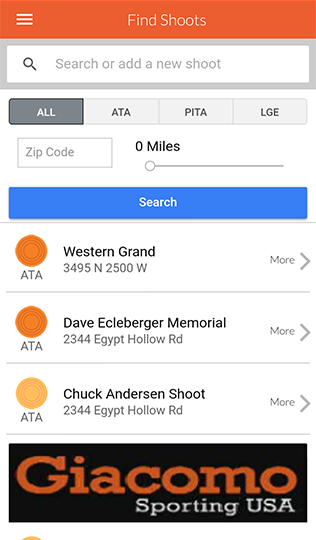 Find Shoots
Search or add a new shoot
ALL ATA PITA LGE
Zip Code
0 Miles
Search
Western Grand
3495 N 2500 W
ATA
More
Dave Ecleberger Memorial
2344 Egypt Hollow Rd
ATA
More
Chuck Andersen Shoot
2344 Egypt Hollow Rd
ATA
More
Giacomo
Sporting USA